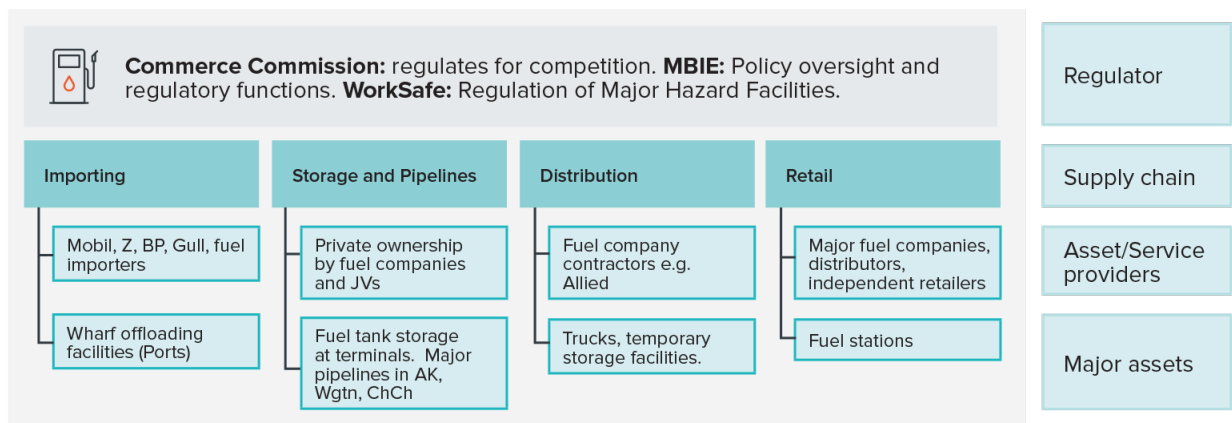 Commerce Commission: regulates for competition. MBIE: Policy oversight and
regulatory functions. WorkSafe: Regulation of Major Hazard Facilities.
Regulator
Importing
Storage and Pipelines
Distribution
Retail
Supply chain
Mobil, Z, BP, Gull, fuel
importers
Private ownership
by fuel companies
and JVs
Fuel company
contractors e.g.
Allied
Major fuel companies,
distributors,
independent retailers
Asset/Service
providers
Wharf offloading
facilities (Ports)
Fuel tank storage
at terminals.  Major
pipelines in AK,
Wgtn, ChCh
Trucks, temporary
storage facilities.
Fuel stations
Major assets